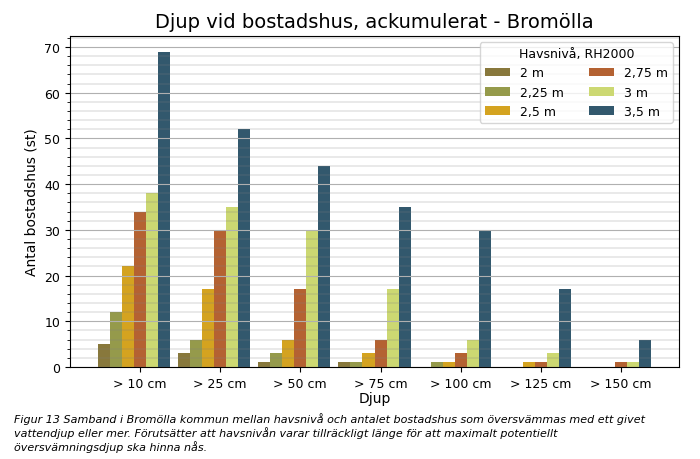 Djup vid bostadshus, ackumulerat - Bromölla
Havsnivå, RH2000
2 m
2,25 m
2,5 m
2,75 m
3 m
3,5 m
Antal bostadshus (st)
70
60
50
40
30
20
10
0
> 10 cm
> 25 cm
> 50 cm
> 75 cm
> 100 cm
> 125 cm
> 150 cm
Djup
Figur 13 Samband i Bromölla kommun mellan havsnivå och antalet bostadshus som översvämmas med ett givet
vattendjup eller mer. Förutsätter att havsnivån varar tillräckligt länge för att maximalt potentiellt
översvämningsdjup ska hinna nås.